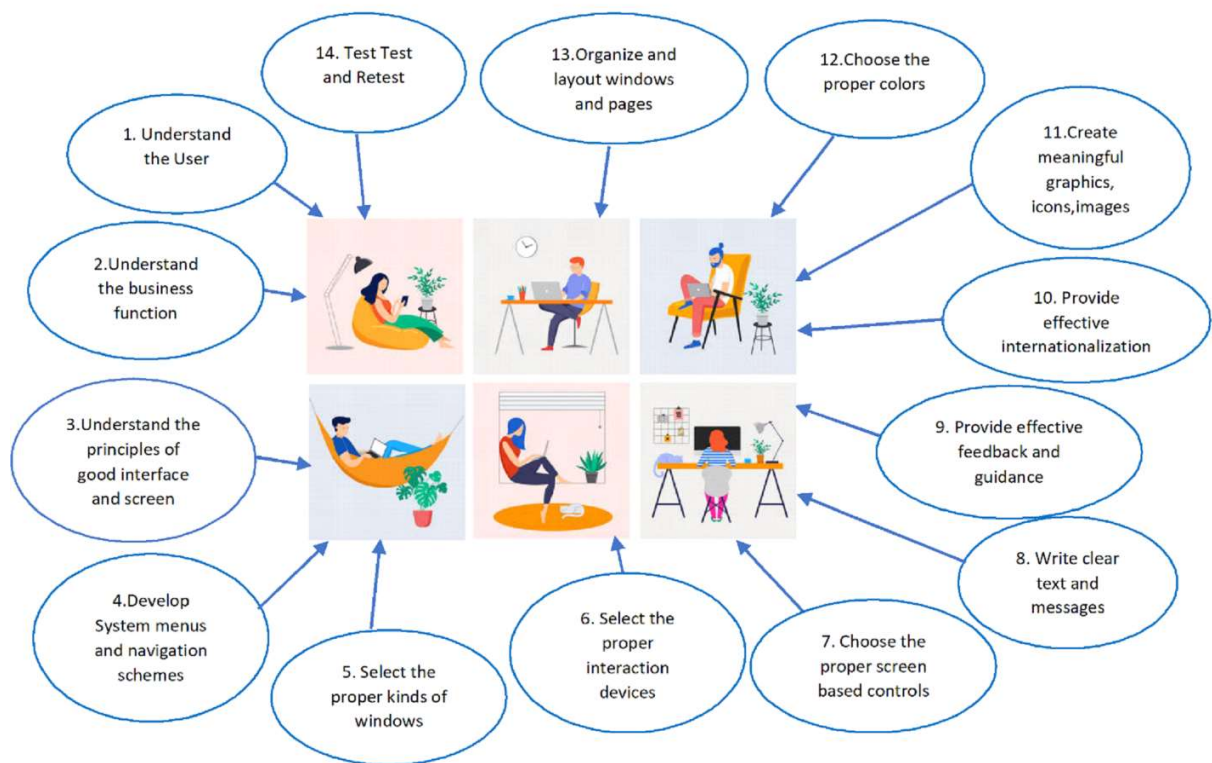 1. Understand
the User
2.Understand
the business
function
3.Understand the
principles of
good interface
and screen
4.Develop
System menus
and navigation
schemes
5. Select the
proper kinds of
windows
6. Select the
proper
interaction
devices
7. Choose the
proper screen
based controls
8. Write clear
text and
messages
9. Provide effective
feedback and
guidance
10. Provide
effective
internationalization
11.Create
meaningful
graphics,
icons,images
12.Choose the
proper colors
13.Organize and
layout windows
and pages
14. Test Test
and Retest